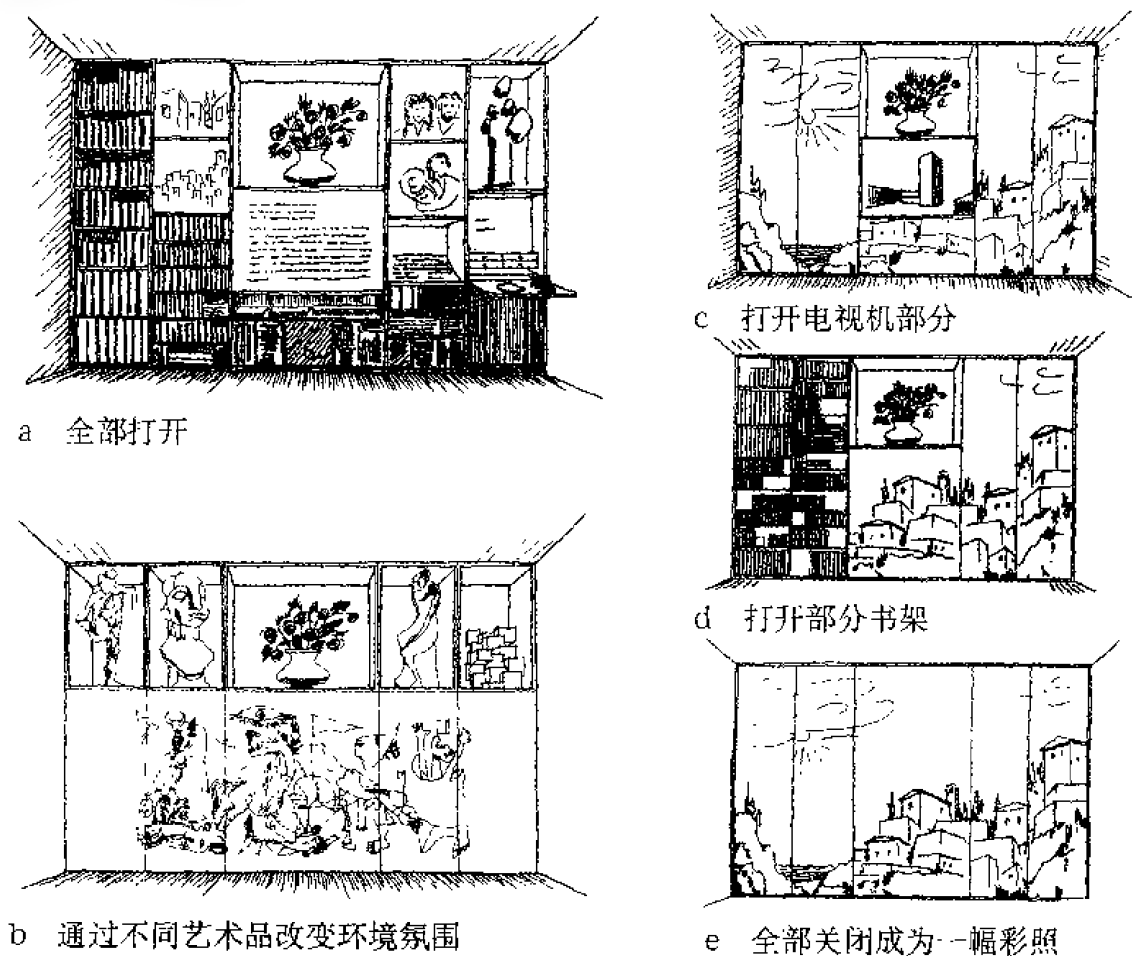 a 全部打开
b 通过不同艺术品改变环境氛围
c 打开电视机部分
d 打开部分书架
e 全部关闭成为一幅彩照